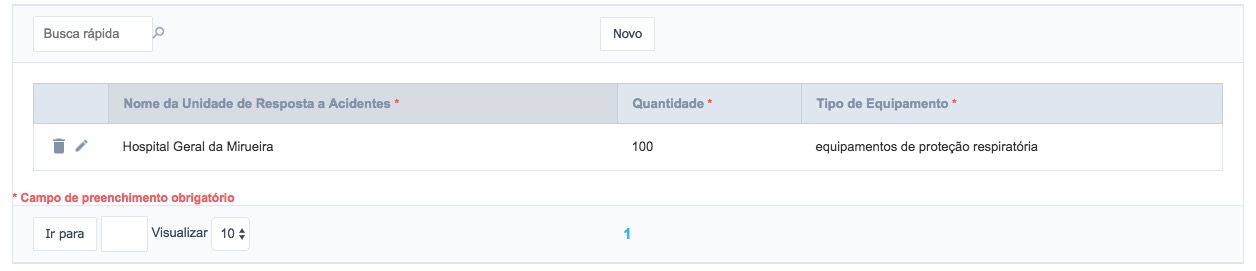 Busca rápida Novo
Nome da Unidade de Resposta a Acidentes * Quantidade * Tipo de Equipamento *
Hospital Geral da Mirueira 100 equipamentos de proteção respiratória
* Campo de preenchimento obrigatório
Ir para Visualizar 10 1